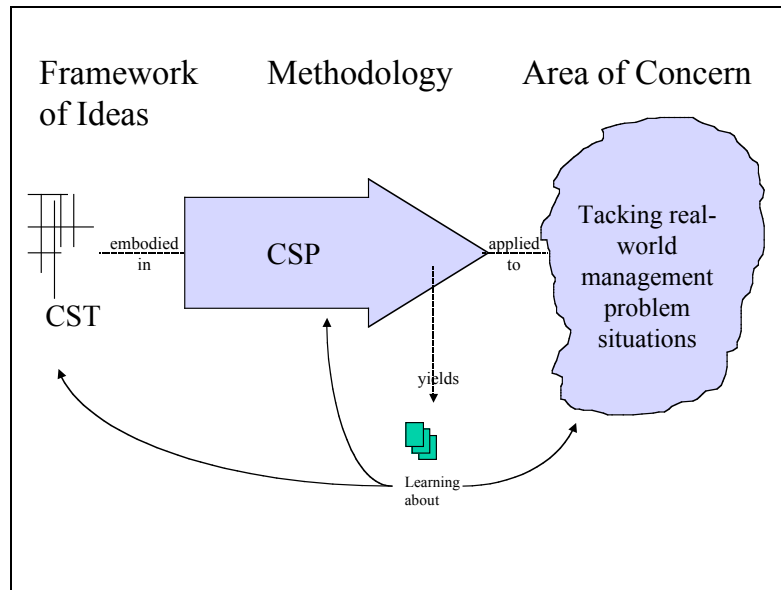 Framework
of Ideas
Methodology
Area of Concern
CST
embodied
in
CSP
applied
to
Tacking real-
world
management
problem
situations
yields
Learning
about